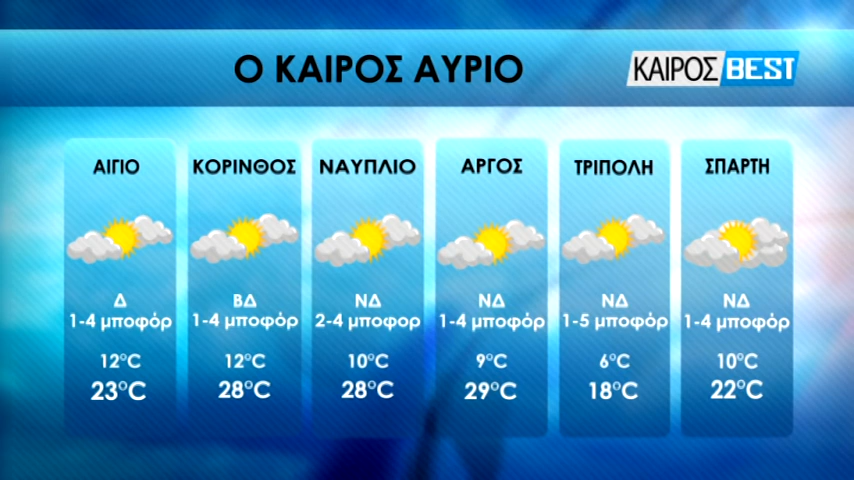 Ο ΚΑΙΡΟΣ ΑΥΡΙΟ
ΚΑΙΡΟΣ BEST
ΑΙΓΙΟ
Δ
1-4 μποφόρ
12°C
23°C
ΚΟΡΙΝΘΟΣ
ΒΔ
1-4 μποφόρ
12°C
28°C
ΝΑΥΠΛΙΟ
ΝΔ
2-4 μποφορ
10°C
28°C
ΑΡΓΟΣ
ΝΔ
1-4 μποφόρ
9°C
29°C
ΤΡΙΠΟΛΗ
ΝΔ
1-5 μποφόρ
6°C
18°C
ΣΠΑΡΤΗ
ΝΔ
1-4 μποφόρ
10°C
22°C